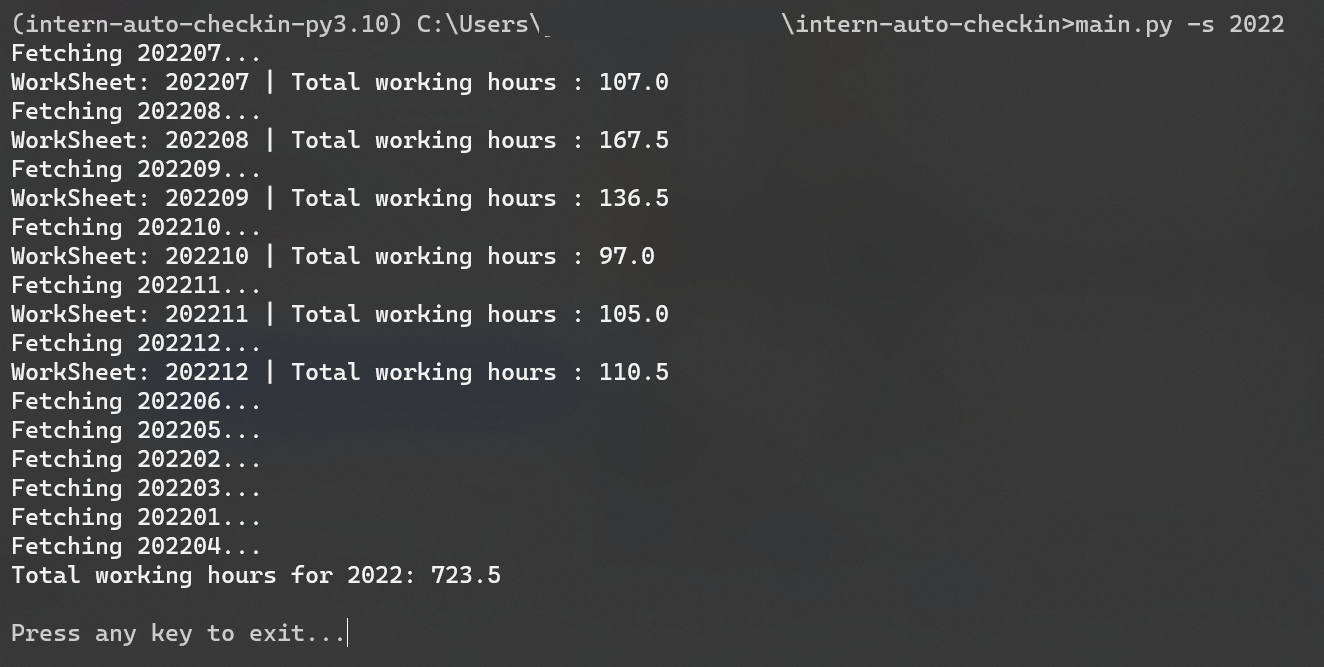 (intern-auto-checkin-py3.10) C:\Users\ \intern-auto-checkin>main.py -s 2022
Fetching 202207...
WorkSheet: 202207 | Total working hours : 107.0
Fetching 202208...
WorkSheet: 202208 | Total working hours : 167.5
Fetching 202209...
WorkSheet: 202209 | Total working hours : 136.5
Fetching 202210...
WorkSheet: 202210 | Total working hours : 97.0
Fetching 202211...
WorkSheet: 202211 | Total working hours : 105.0
Fetching 202212...
WorkSheet: 202212 | Total working hours : 110.5
Fetching 202206...
Fetching 202205...
Fetching 202202...
Fetching 202203...
Fetching 202201...
Fetching 202204...
Total working hours for 2022: 723.5
Press any key to exit...